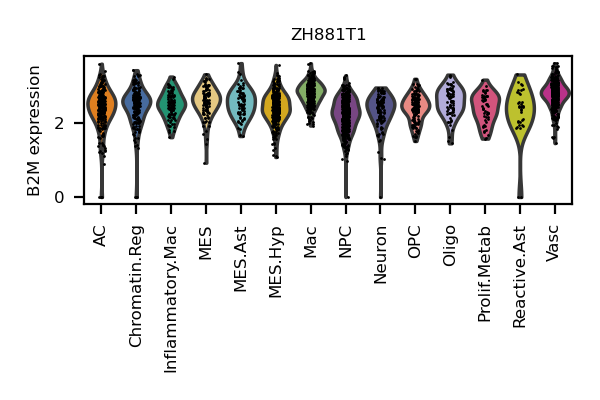 ZH881T1
B2M expression
2
0
AC
Chromatin.Reg
Inflammatory.Mac
MES
MES.Ast
MES.Hyp
Mac
NPC
Neuron
OPC
Oligo
Prolif.Metab
Reactive.Ast
Vasc